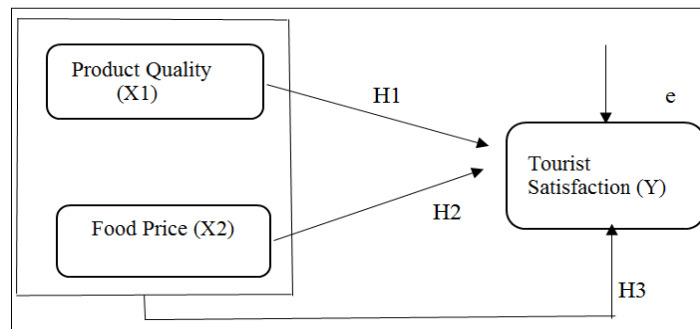 Product Quality
(X1)
H1
e
Tourist
Satisfaction (Y)
Food Price (X2)
H2
H3